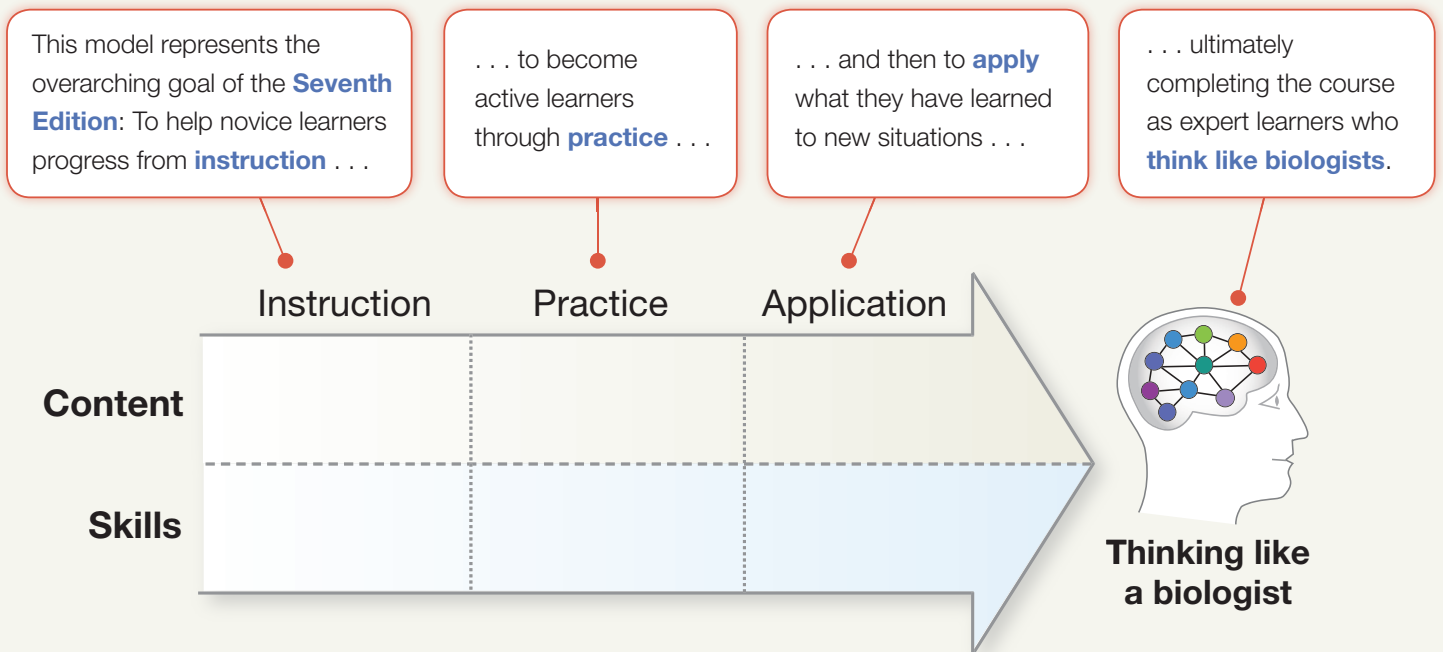 This model represents the
overarching goal of the Seventh
Edition: To help novice learners
progress from instruction . . .
. . . to become
active learners
through practice . . .
. . . and then to apply
what they have learned
to new situations . . .
. . . ultimately
completing the course
as expert learners who
think like biologists.
Instruction
Practice
Application
Content
Skills
Thinking like
a biologist